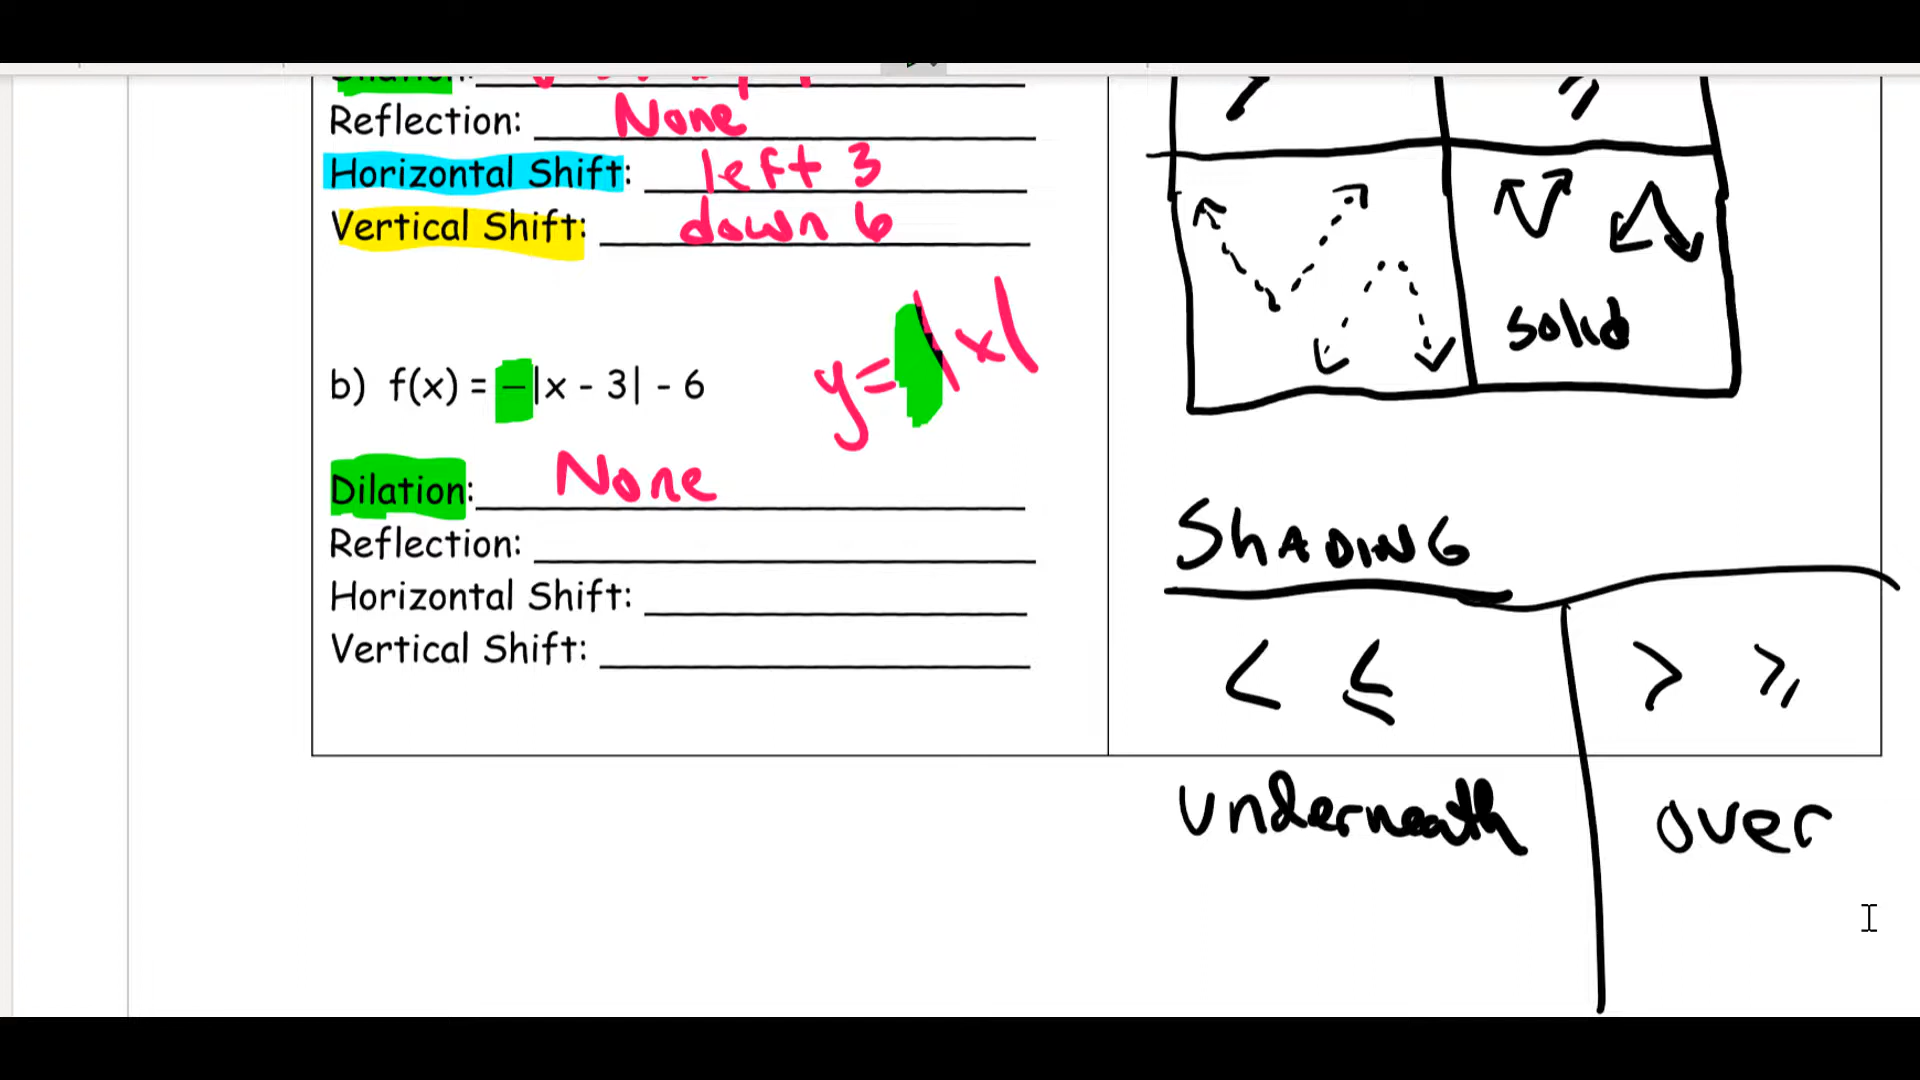 Dilation:
Reflection: None
Horizontal Shift: left 3
Vertical Shift: down 6
b) f(x) = −|x - 3| - 6
y = |x|
Dilation: None
Reflection:
Horizontal Shift:
Vertical Shift:
> ≥
solid
SHADING
< ≤ > ≥
underneath over